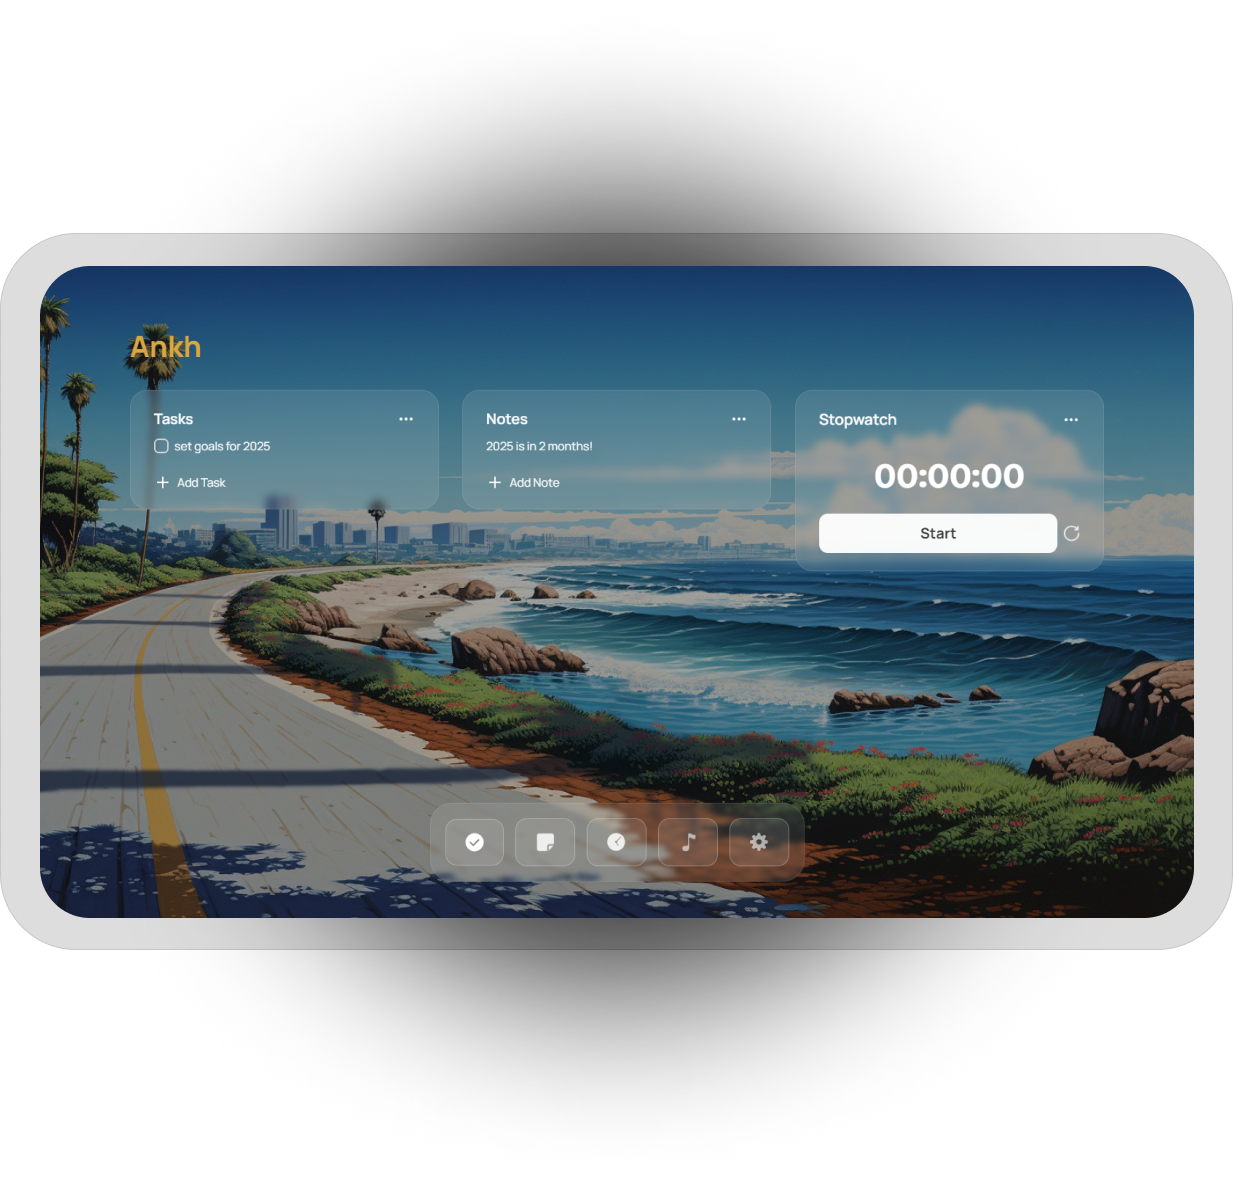 Ankh
Tasks
set goals for 2025
Add Task
Notes
2025 is in 2 months!
Add Note
Stopwatch
00:00:00
Start